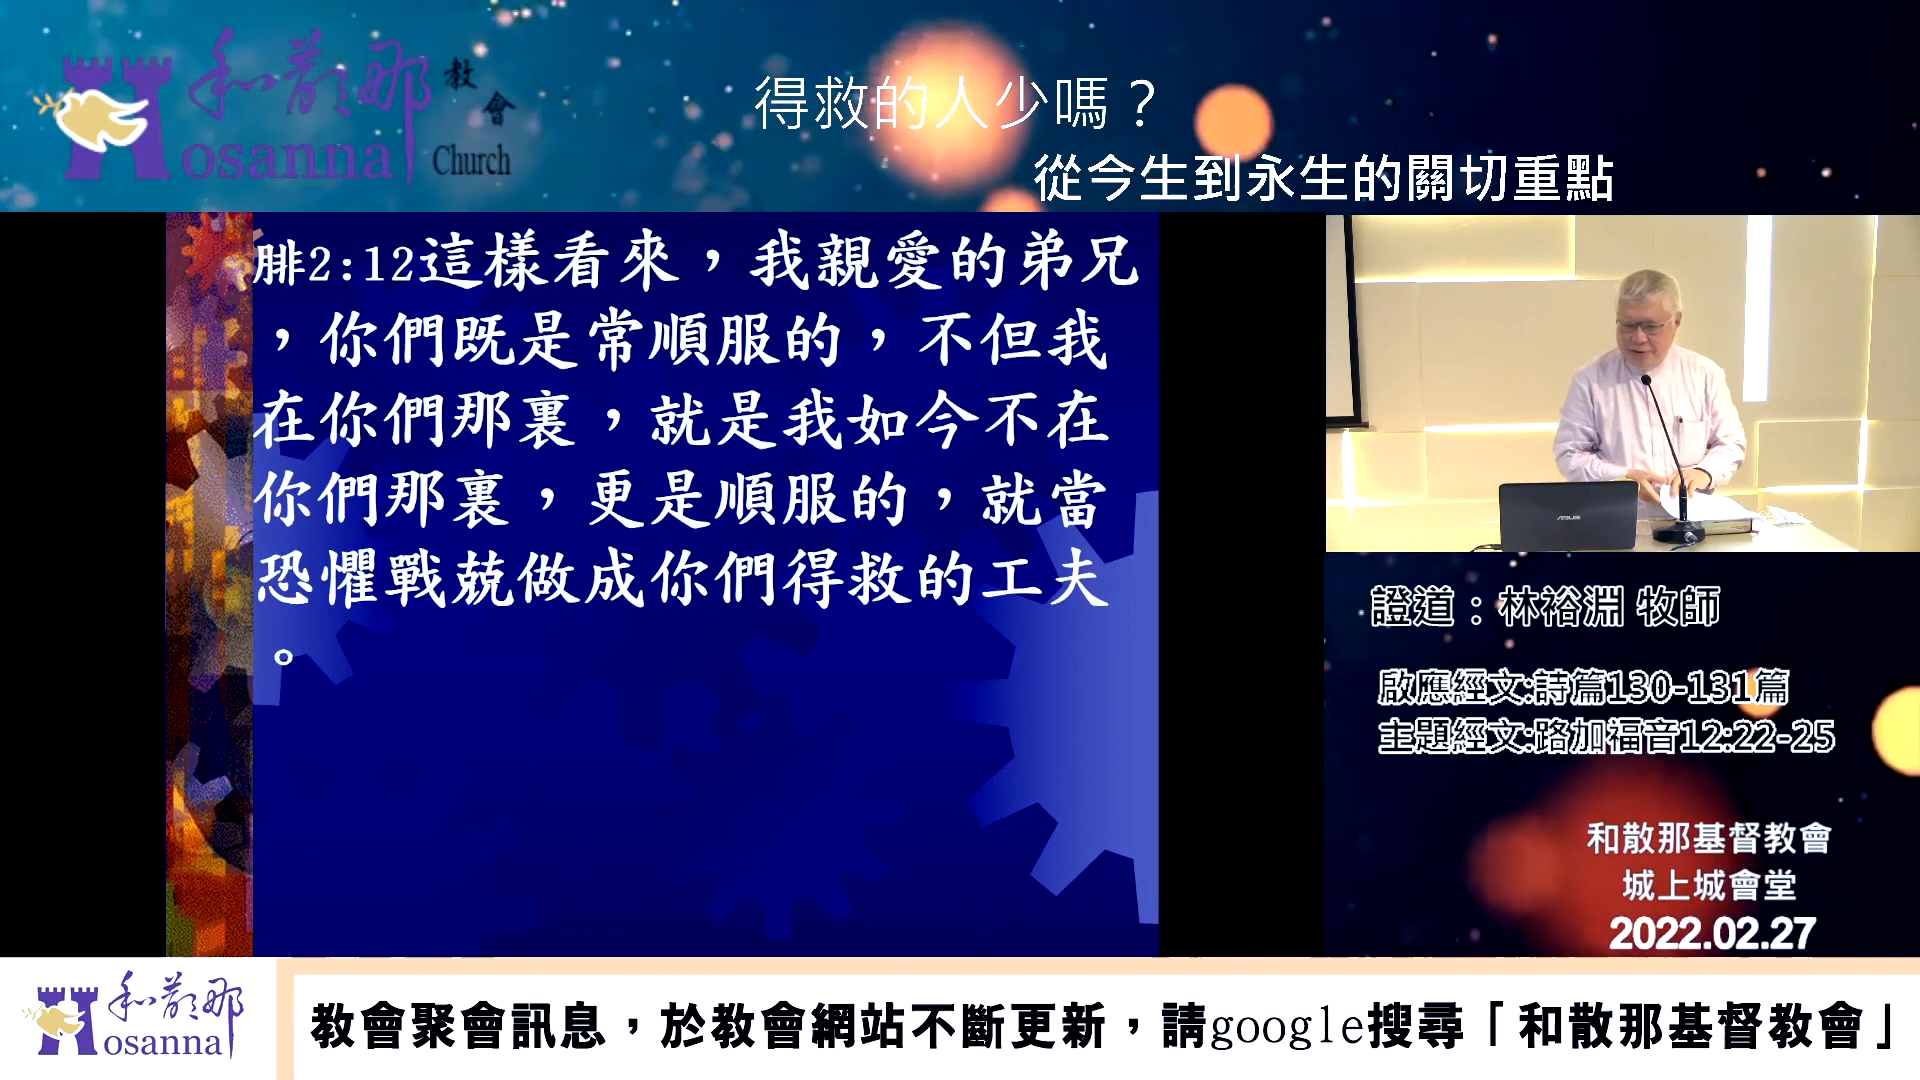 和散那
教會
osanna
Church
得救的人少嗎？
從今生到永生的關切重點
腓2:12這樣看來，我親愛的弟兄
，你們既是常順服的，不但我
在你們那裏，就是我如今不在
你們那裏，更是順服的，就當
恐懼戰兢做成你們得救的工夫
。
ASUS
證道：林裕淵 牧師
啟應經文:詩篇130-131篇
主題經文:路加福音12:22-25
和散那基督教會
城上城會堂
2022.02.27
和散那
osanna
教會聚會訊息，於教會網站不斷更新，請google搜尋「和散那基督教會」